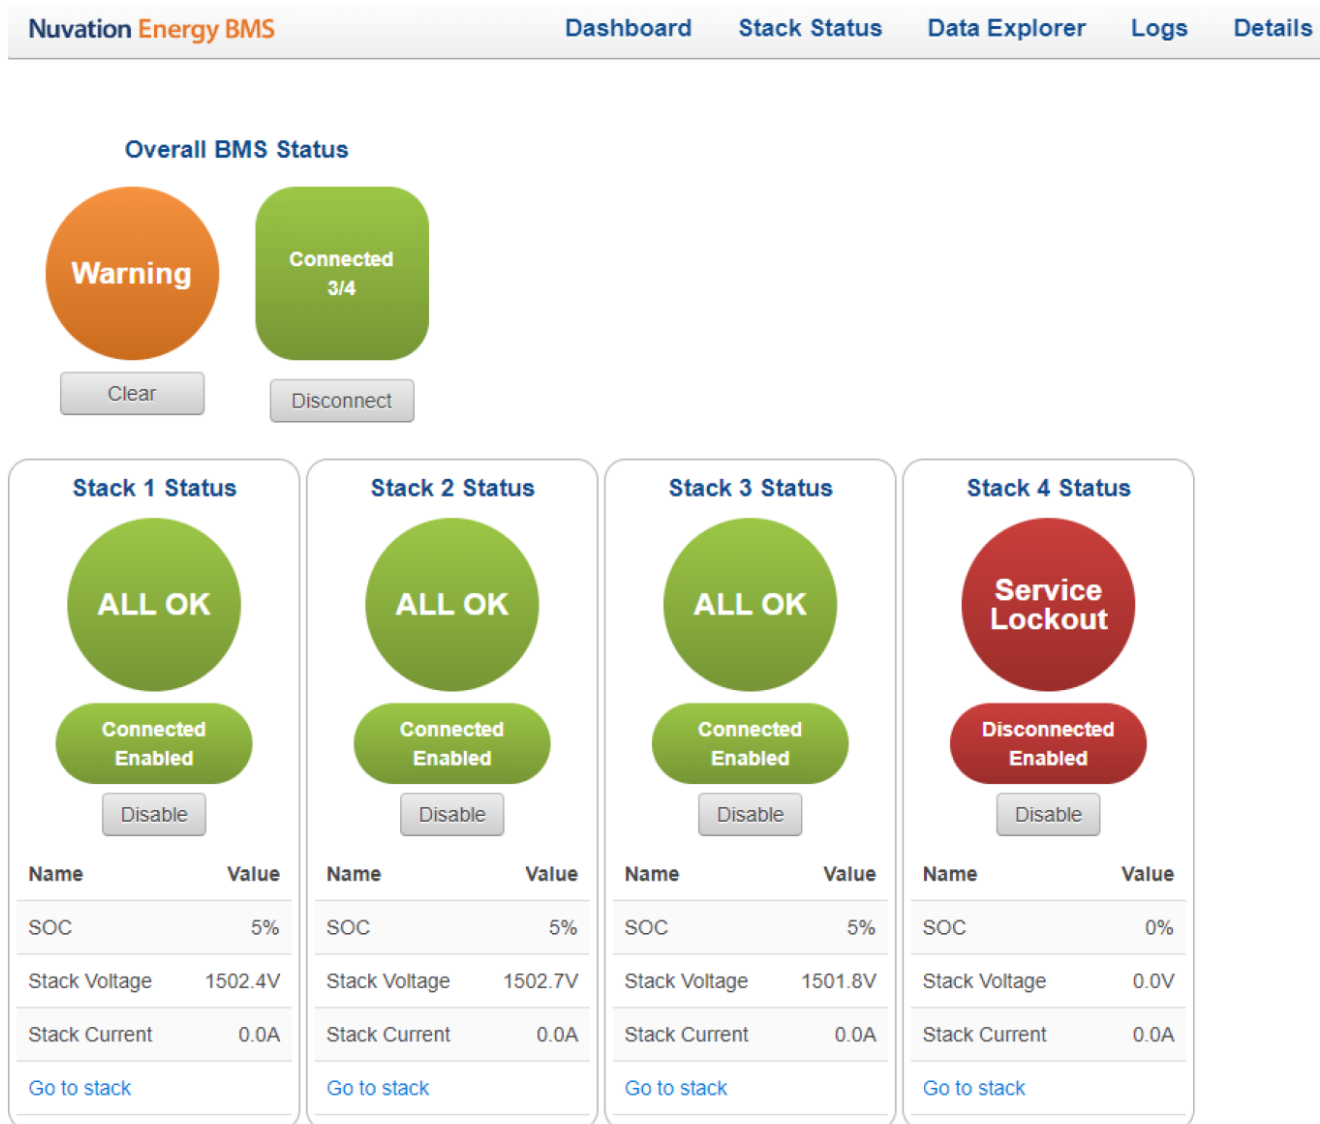 Nuvation Energy BMS Dashboard Stack Status Data Explorer Logs Details
Overall BMS Status
Warning
Connected
3/4
Clear
Disconnect
Stack 1 Status
ALL OK
Connected
Enabled
Disable
Name Value
SOC 5%
Stack Voltage 1502.4V
Stack Current 0.0A
Go to stack
Stack 2 Status
ALL OK
Connected
Enabled
Disable
Name Value
SOC 5%
Stack Voltage 1502.7V
Stack Current 0.0A
Go to stack
Stack 3 Status
ALL OK
Connected
Enabled
Disable
Name Value
SOC 5%
Stack Voltage 1501.8V
Stack Current 0.0A
Go to stack
Stack 4 Status
Service
Lockout
Disconnected
Enabled
Disable
Name Value
SOC 0%
Stack Voltage 0.0V
Stack Current 0.0A
Go to stack